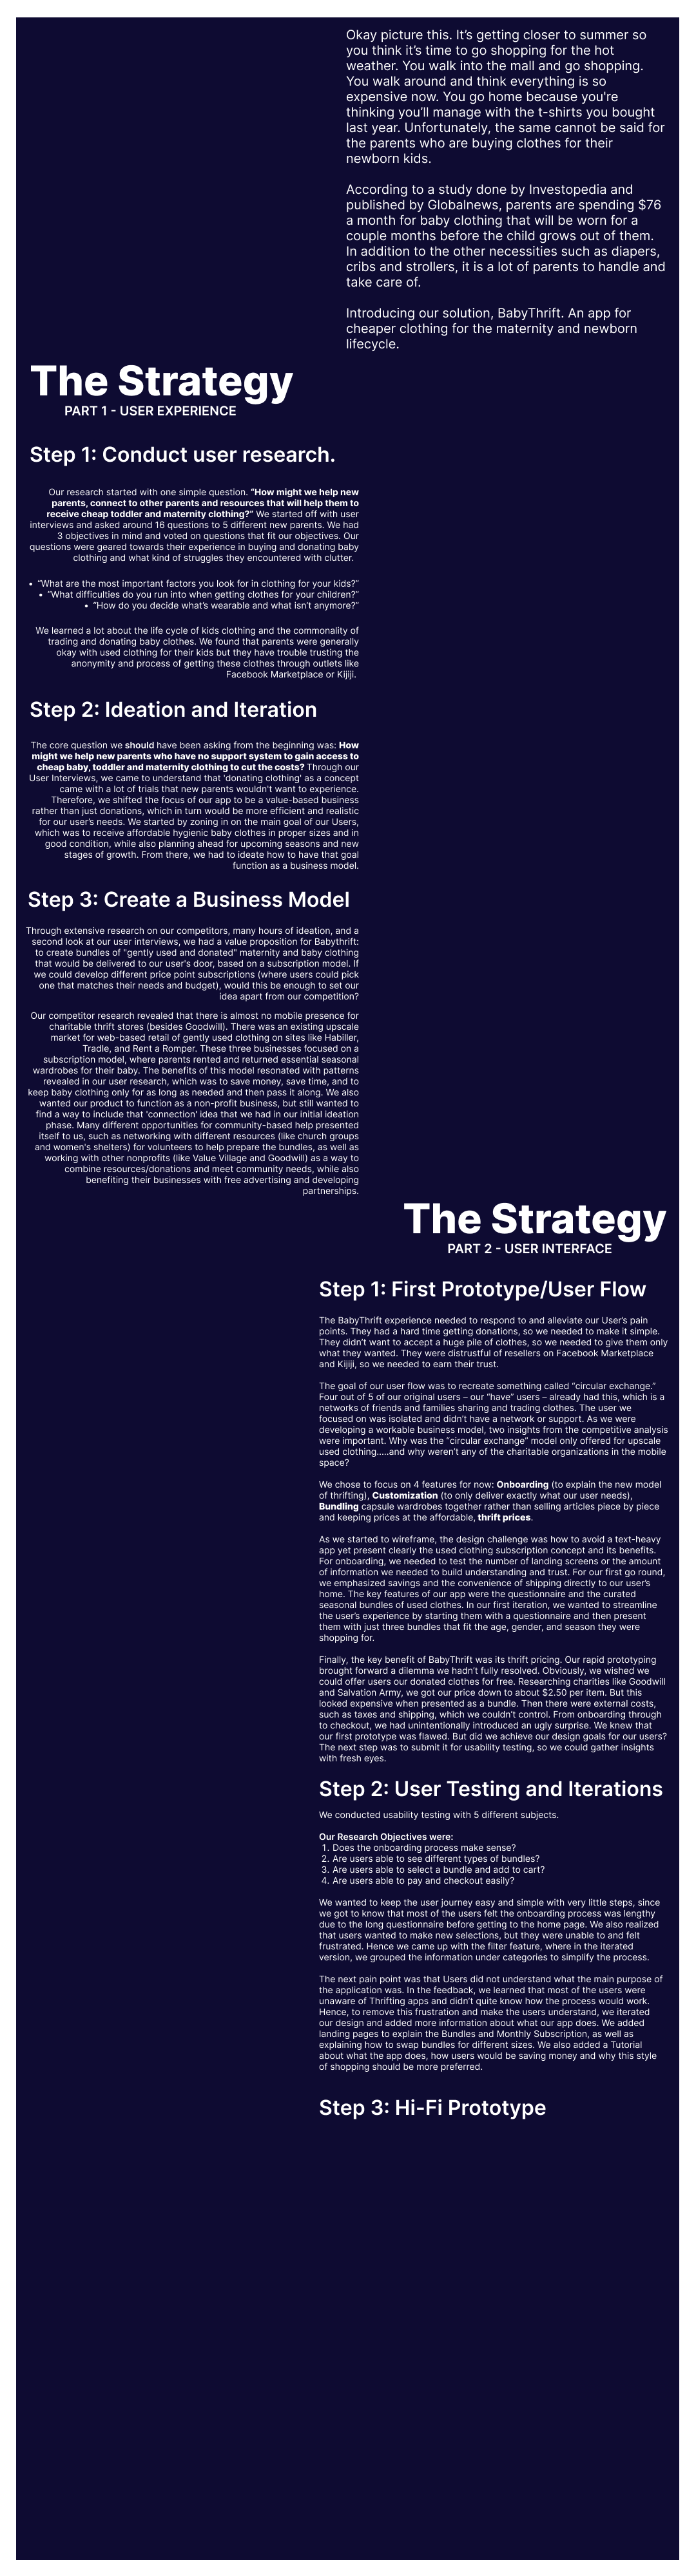 Okay picture this. It’s getting closer to summer so
you think it’s time to go shopping for the hot
weather. You walk into the mall and go shopping.
You walk around and think everything is so
expensive now. You go home because you're
thinking you’ll manage with the t-shirts you bought
last year. Unfortunately, the same cannot be said for
the parents who are buying clothes for their
newborn kids.
According to a study done by Investopedia and
published by Globalnews, parents are spending $76
a month for baby clothing that will be worn for a
couple months before the child grows out of them.
In addition to the other necessities such as diapers,
cribs and strollers, it is a lot of parents to handle and
take care of.
Introducing our solution, BabyThrift. An app for
cheaper clothing for the maternity and newborn
lifecycle.
The Strategy
PART 1 - USER EXPERIENCE
Step 1: Conduct user research.
Our research started with one simple question. “How might we help new
parents, connect to other parents and resources that will help them to
receive cheap toddler and maternity clothing?” We started off with user
interviews and asked around 16 questions to 5 different new parents. We had
3 objectives in mind and voted on questions that fit our objectives. Our
questions were geared towards their experience in buying and donating baby
clothing and what kind of struggles they encountered with clutter.
• “What are the most important factors you look for in clothing for your kids?”
• “What difficulties do you run into when getting clothes for your children?”
• “How do you decide what’s wearable and what isn’t anymore?”
We learned a lot about the life cycle of kids clothing and the commonality of
trading and donating baby clothes. We found that parents were generally
okay with used clothing for their kids but they have trouble trusting the
anonymity and process of getting these clothes through outlets like
Facebook Marketplace or Kijiji.
Step 2: Ideation and Iteration
The core question we should have been asking from the beginning was: How
might we help new parents who have no support system to gain access to
cheap baby, toddler and maternity clothing to cut the costs? Through our
User Interviews, we came to understand that 'donating clothing' as a concept
came with a lot of trials that new parents wouldn't want to experience.
Therefore, we shifted the focus of our app to be a value-based business
rather than just donations, which in turn would be more efficient and realistic
for our user’s needs. We started by zoning in on the main goal of our Users,
which was to receive affordable hygienic baby clothes in proper sizes and in
good condition, while also planning ahead for upcoming seasons and new
stages of growth. From there, we had to ideate how to have that goal
function as a business model.
Step 3: Create a Business Model
Through extensive research on our competitors, many hours of ideation, and a
second look at our user interviews, we had a value proposition for Babythrift:
to create bundles of "gently used and donated" maternity and baby clothing
that would be delivered to our user's door, based on a subscription model. If
we could develop different price point subscriptions (where users could pick
one that matches their needs and budget), would this be enough to set our
idea apart from our competition?
Our competitor research revealed that there is almost no mobile presence for
charitable thrift stores (besides Goodwill). There was an existing upscale
market for web-based retail of gently used clothing on sites like Habiller,
Tradle, and Rent a Romper. These three businesses focused on a
subscription model, where parents rented and returned essential seasonal
wardrobes for their baby. The benefits of this model resonated with patterns
revealed in our user research, which was to save money, save time, and to
keep baby clothing only for as long as needed and then pass it along. We also
wanted our product to function as a non-profit business, but still wanted to
find a way to include that 'connection' idea that we had in our initial ideation
phase. Many different opportunities for community-based help presented
itself to us, such as networking with different resources (like church groups
and women's shelters) for volunteers to help prepare the bundles, as well as
working with other nonprofits (like Value Village and Goodwill) as a way to
combine resources/donations and meet community needs, while also
benefiting their businesses with free advertising and developing
partnerships.
The Strategy
PART 2 - USER INTERFACE
Step 1: First Prototype/User Flow
The BabyThrift experience needed to respond to and alleviate our User’s pain
points. They had a hard time getting donations, so we needed to make it simple.
They didn’t want to accept a huge pile of clothes, so we needed to give them only
what they wanted. They were distrustful of resellers on Facebook Marketplace
and Kijiji, so we needed to earn their trust.
The goal of our user flow was to recreate something called “circular exchange.”
Four out of 5 of our original users – our “have” users – already had this, which is a
networks of friends and families sharing and trading clothes. The user we
focused on was isolated and didn’t have a network or support. As we were
developing a workable business model, two insights from the competitive analysis
were important. Why was the “circular exchange” model only offered for upscale
used clothing.....and why weren’t any of the charitable organizations in the mobile
space?
We chose to focus on 4 features for now: Onboarding (to explain the new model
of thrifting), Customization (to only deliver exactly what our user needs),
Bundling capsule wardrobes together rather than selling articles piece by piece
and keeping prices at the affordable, thrift prices.
As we started to wireframe, the design challenge was how to avoid a text-heavy
app yet present clearly the used clothing subscription concept and its benefits.
For onboarding, we needed to test the number of landing screens or the amount
of information we needed to build understanding and trust. For our first go round,
we emphasized savings and the convenience of shipping directly to our user’s
home. The key features of our app were the questionnaire and the curated
seasonal bundles of used clothes. In our first iteration, we wanted to streamline
the user’s experience by starting them with a questionnaire and then present
them with just three bundles that fit the age, gender, and season they were
shopping for.
Finally, the key benefit of BabyThrift was its thrift pricing. Our rapid prototyping
brought forward a dilemma we hadn’t fully resolved. Obviously, we wished we
could offer users our donated clothes for free. Researching charities like Goodwill
and Salvation Army, we got our price down to about $2.50 per item. But this
looked expensive when presented as a bundle. Then there were external costs,
such as taxes and shipping, which we couldn’t control. From onboarding through
to checkout, we had unintentionally introduced an ugly surprise. We knew that
our first prototype was flawed. But did we achieve our design goals for our users?
The next step was to submit it for usability testing, so we could gather insights
with fresh eyes.
Step 2: User Testing and Iterations
We conducted usability testing with 5 different subjects.
Our Research Objectives were:
1. Does the onboarding process make sense?
2. Are users able to see different types of bundles?
3. Are users able to select a bundle and add to cart?
4. Are users able to pay and checkout easily?
We wanted to keep the user journey easy and simple with very little steps, since
we got to know that most of the users felt the onboarding process was lengthy
due to the long questionnaire before getting to the home page. We also realized
that users wanted to make new selections, but they were unable to and felt
frustrated. Hence we came up with the filter feature, where in the iterated
version, we grouped the information under categories to simplify the process.
The next pain point was that Users did not understand what the main purpose of
the application was. In the feedback, we learned that most of the users were
unaware of Thrifting apps and didn’t quite know how the process would work.
Hence, to remove this frustration and make the users understand, we iterated
our design and added more information about what our app does. We added
landing pages to explain the Bundles and Monthly Subscription, as well as
explaining how to swap bundles for different sizes. We also added a Tutorial
about what the app does, how users would be saving money and why this style
of shopping should be more preferred.
Step 3: Hi-Fi Prototype